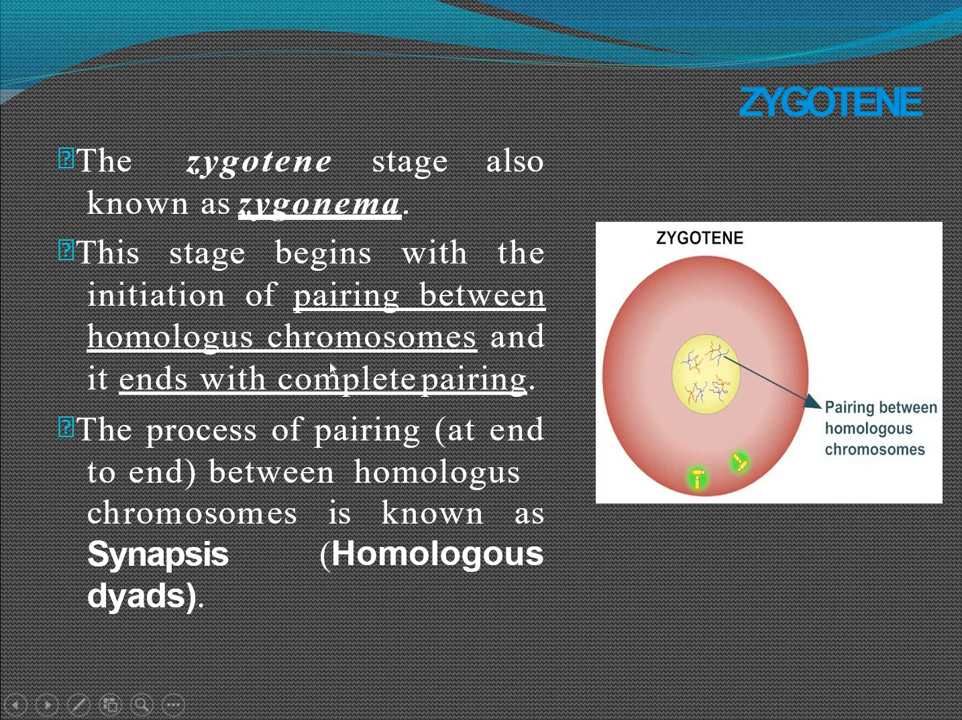 ZYGOTENE
The zygotene stage also
known as zygonema.
This stage begins with the
initiation of pairing between
homologus chromosomes and
it ends with complete pairing.
The process of pairing (at end
to end) between homologus
chromosomes is known as
Synapsis (Homologous
dyads).
ZYGOTENE
Pairing between
homologous
chromosomes